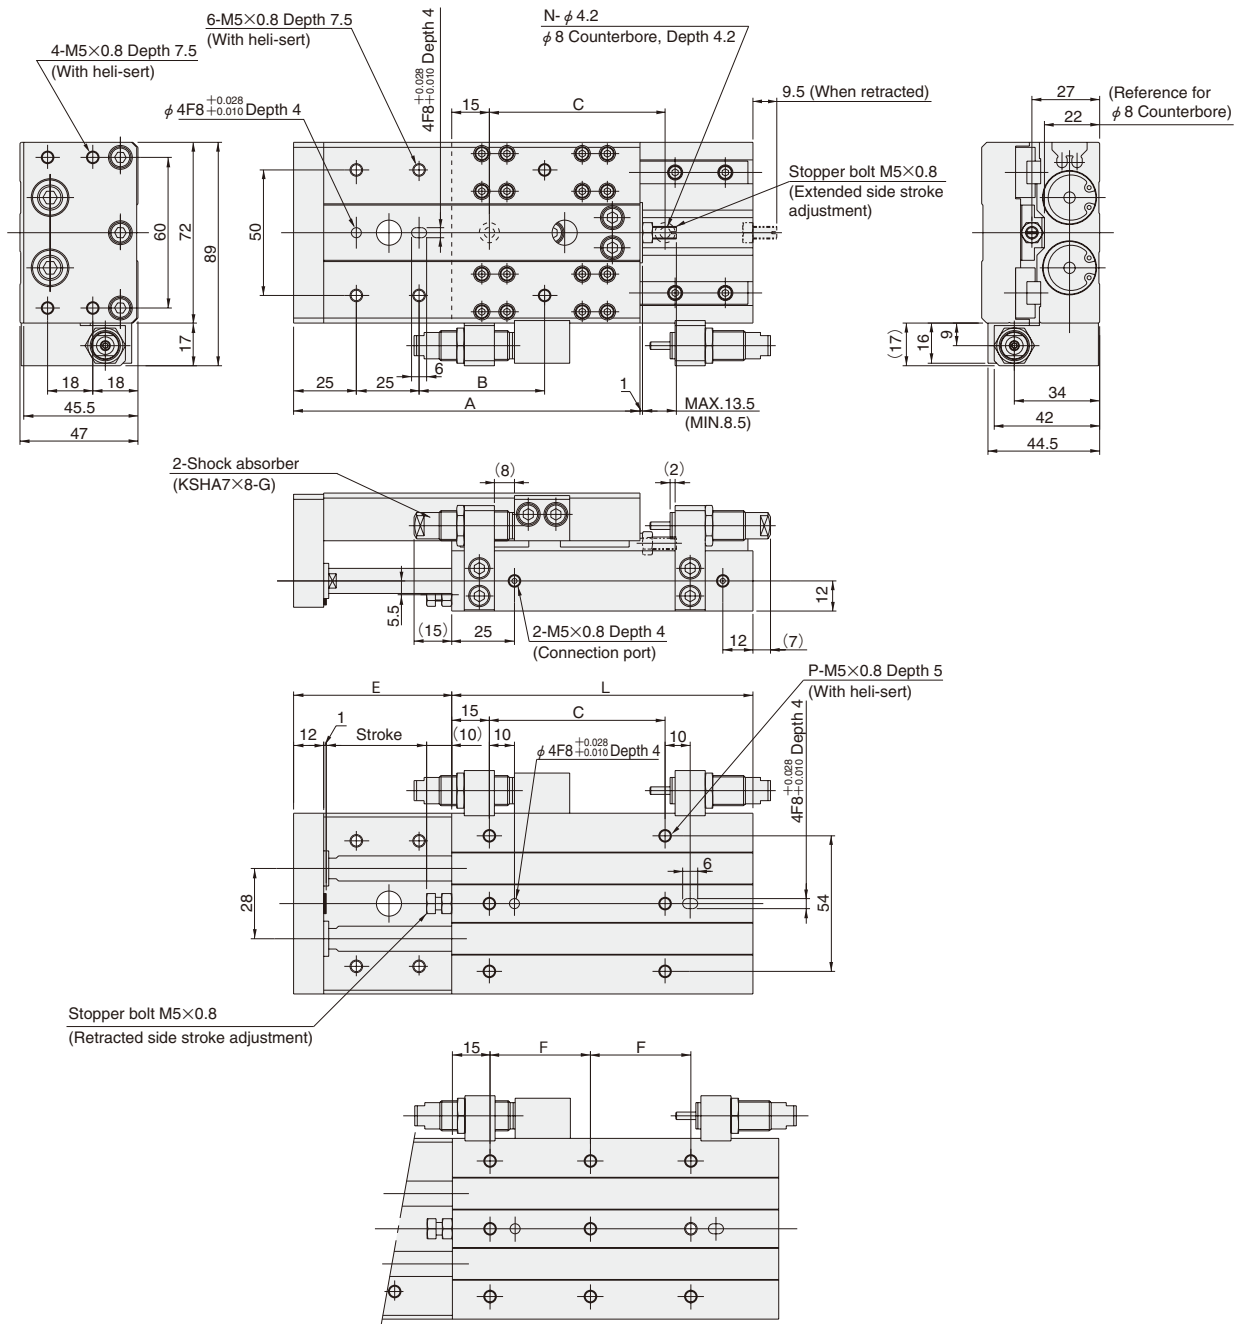 6-M5×0.8 Depth 7.5
(With heli-sert)
4-M5×0.8 Depth 7.5
(With heli-sert)
φ4F8 +0.028 +0.010 Depth 4
4F8 +0.028 +0.010 Depth 4
N-φ4.2
φ8 Counterbore, Depth 4.2
15
C
9.5 (When retracted)
27
22
(Reference for
φ8 Counterbore)
Stopper bolt M5×0.8
(Extended side stroke
adjustment)
60
72
89
17
18
18
45.5
47
50
6
25
25
B
A
1
MAX.13.5
(MIN.8.5)
(17)
16
9
34
42
44.5
2-Shock absorber
(KSHA7×8-G)
(8)
(2)
5.5
(15)
25
2-M5×0.8 Depth 4
(Connection port)
12
12
(7)
P-M5×0.8 Depth 5
(With heli-sert)
E
L
15
C
12
1
Stroke
(10)
10
φ4F8 +0.028 +0.010 Depth 4
10
4F8 +0.028 +0.010 Depth 4
6
28
54
Stopper bolt M5×0.8
(Retracted side stroke adjustment)
15
F
F